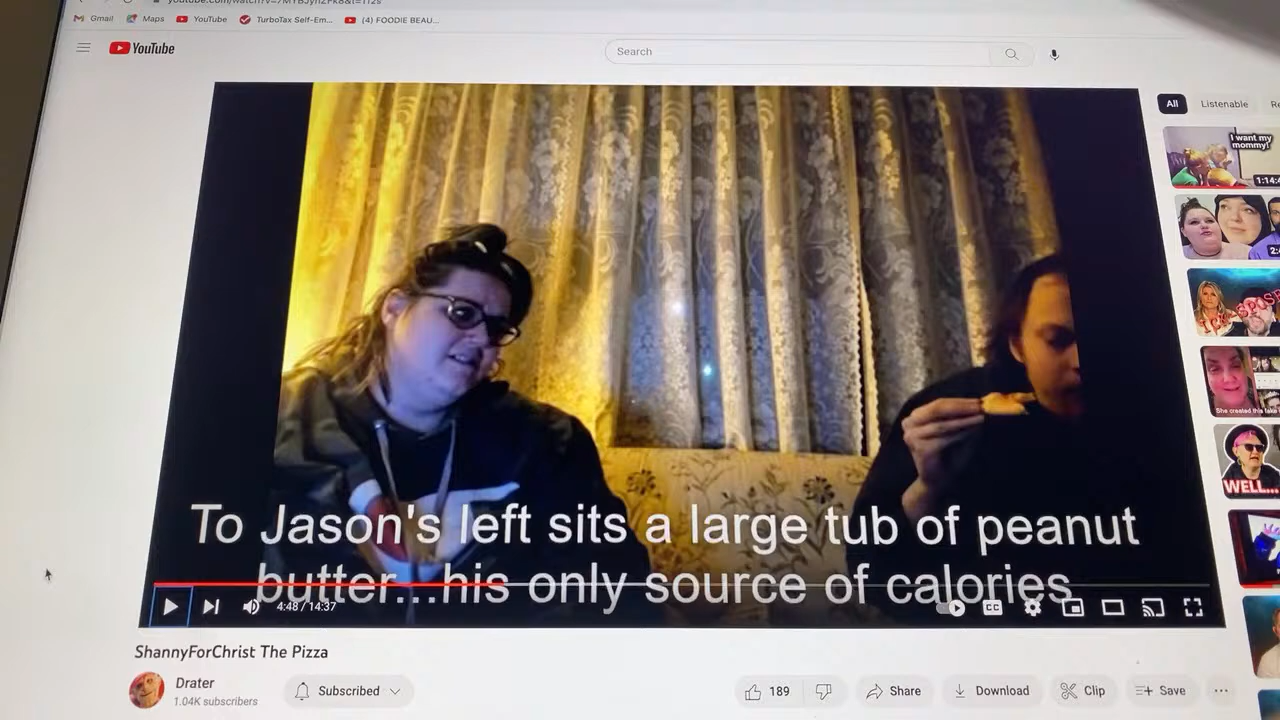 Gmail
Maps
YouTube
TurboTax Self-Em...
(4) FOODIE BEAU...
YouTube
Search
All
Listenable
I want my
mommy!
1:14:4
To Jason's left sits a large tub of peanut
butter...his only source of calories
4:48 / 14:37
CC
WELL...
ShannyForChrist The Pizza
Drater
1.04K subscribers
Subscribed
189
Share
Download
Clip
Save